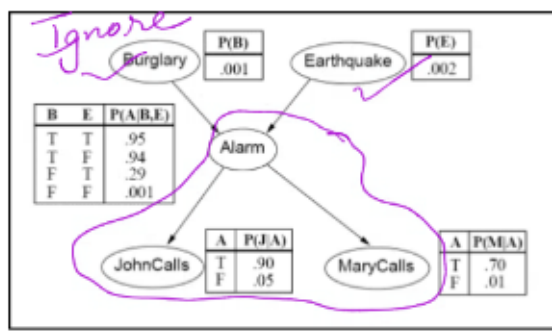 Ignore
Burglary
P(B)
.001
Earthquake
P(E)
.002
B E P(A|B,E)
T T .95
T F .94
F T .29
F F .001
Alarm
JohnCalls
A P(J|A)
T .90
F .05
MaryCalls
A P(M|A)
T .70
F .01